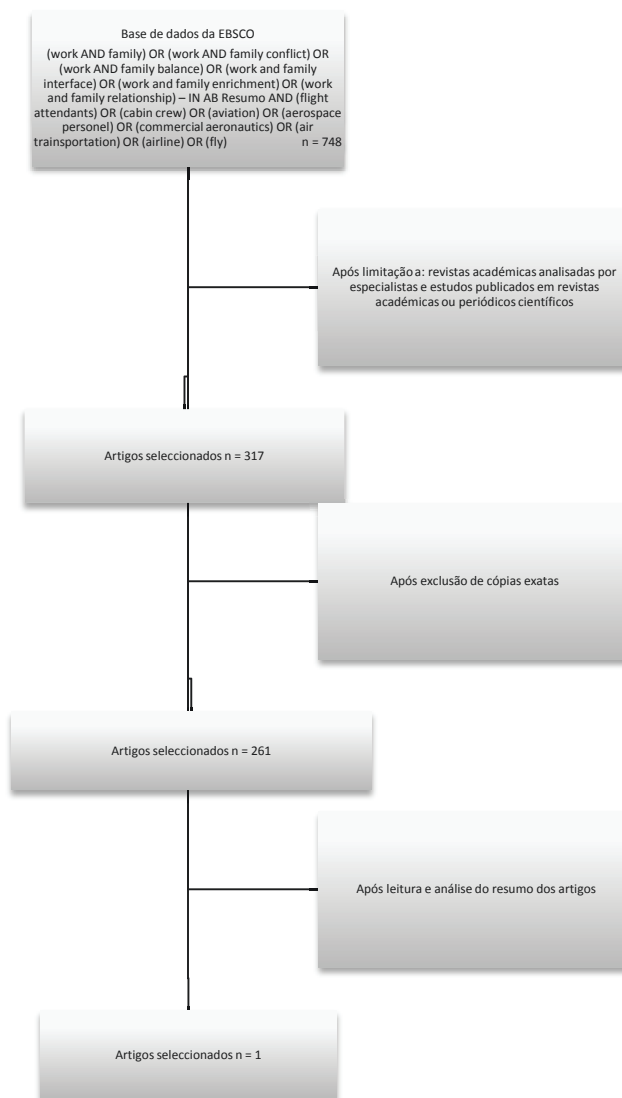 Base de dados da EBSCO
(work AND family) OR (work AND family conflict) OR
(work AND family balance) OR (work and family
interface) OR (work and family enrichment) OR (work
and family relationship) – IN AB Resumo AND (flight
attendants) OR (cabin crew) OR (aviation) OR (aerospace
personel) OR (commercial aeronautics) OR (air
trainsportation) OR (airline) OR (fly) n = 748
Após limitação a: revistas académicas analisadas por
especialistas e estudos publicados em revistas
académicas ou periódicos científicos
Artigos seleccionados n = 317
Após exclusão de cópias exatas
Artigos seleccionados n = 261
Após leitura e análise do resumo dos artigos
Artigos seleccionados n = 1